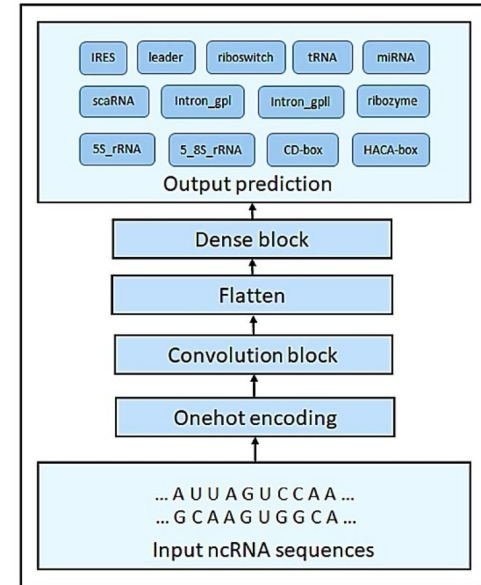 IRES leader riboswitch tRNA miRNA
scaRNA Intron_gpI Intron_gpII ribozyme
5S_rRNA 5_8S_rRNA CD-box HACA-box
Output prediction
Dense block
Flatten
Convolution block
Onehot encoding
... A U U A G U C C A A ...
... G C A A G U G G C A ...
Input ncRNA sequences